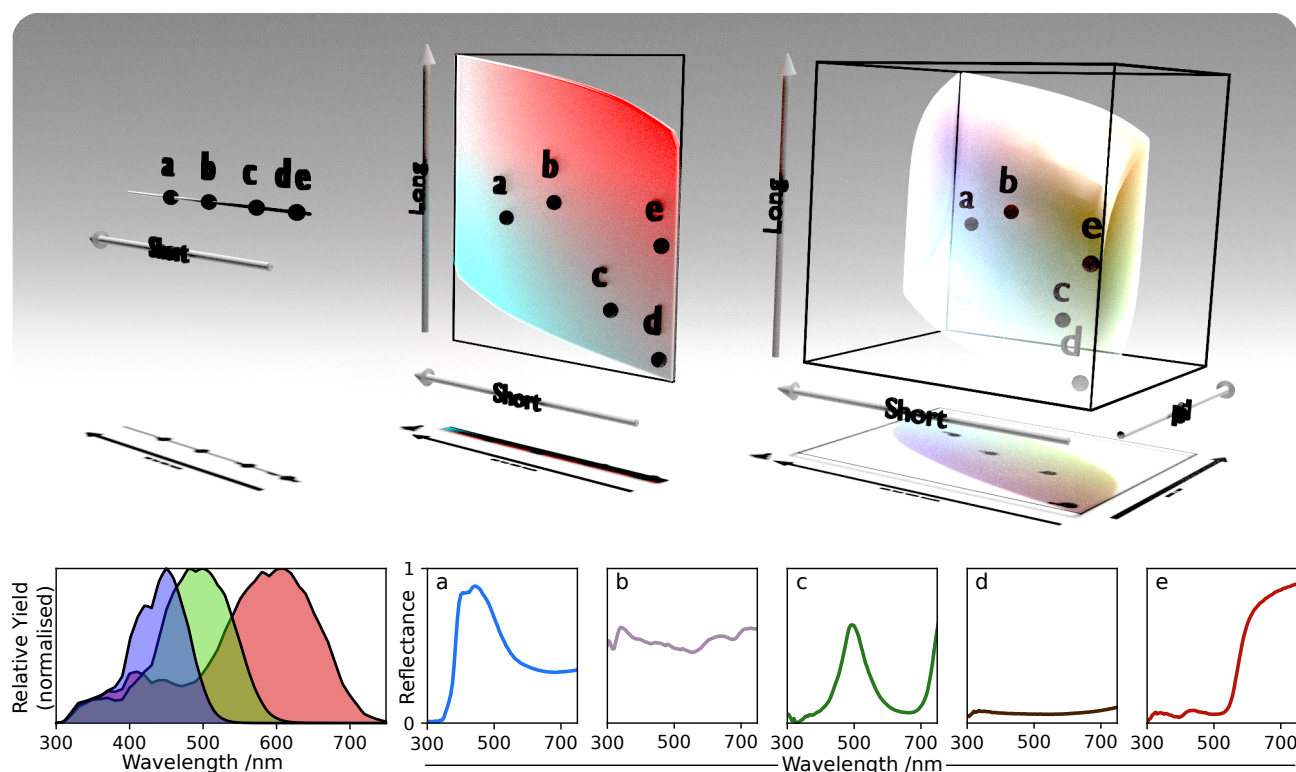 a b c d e
Short
Long
a
b
c
d
e
Short
Long
a
b
c
d
e
Short
Relative Yield
(normalised)
300 400 500 600 700
Wavelength /nm
Reflectance
1
0
a
b
c
d
e
300 500 700
300 500 700
300 500 700
300 500 700
300 500 700
Wavelength /nm